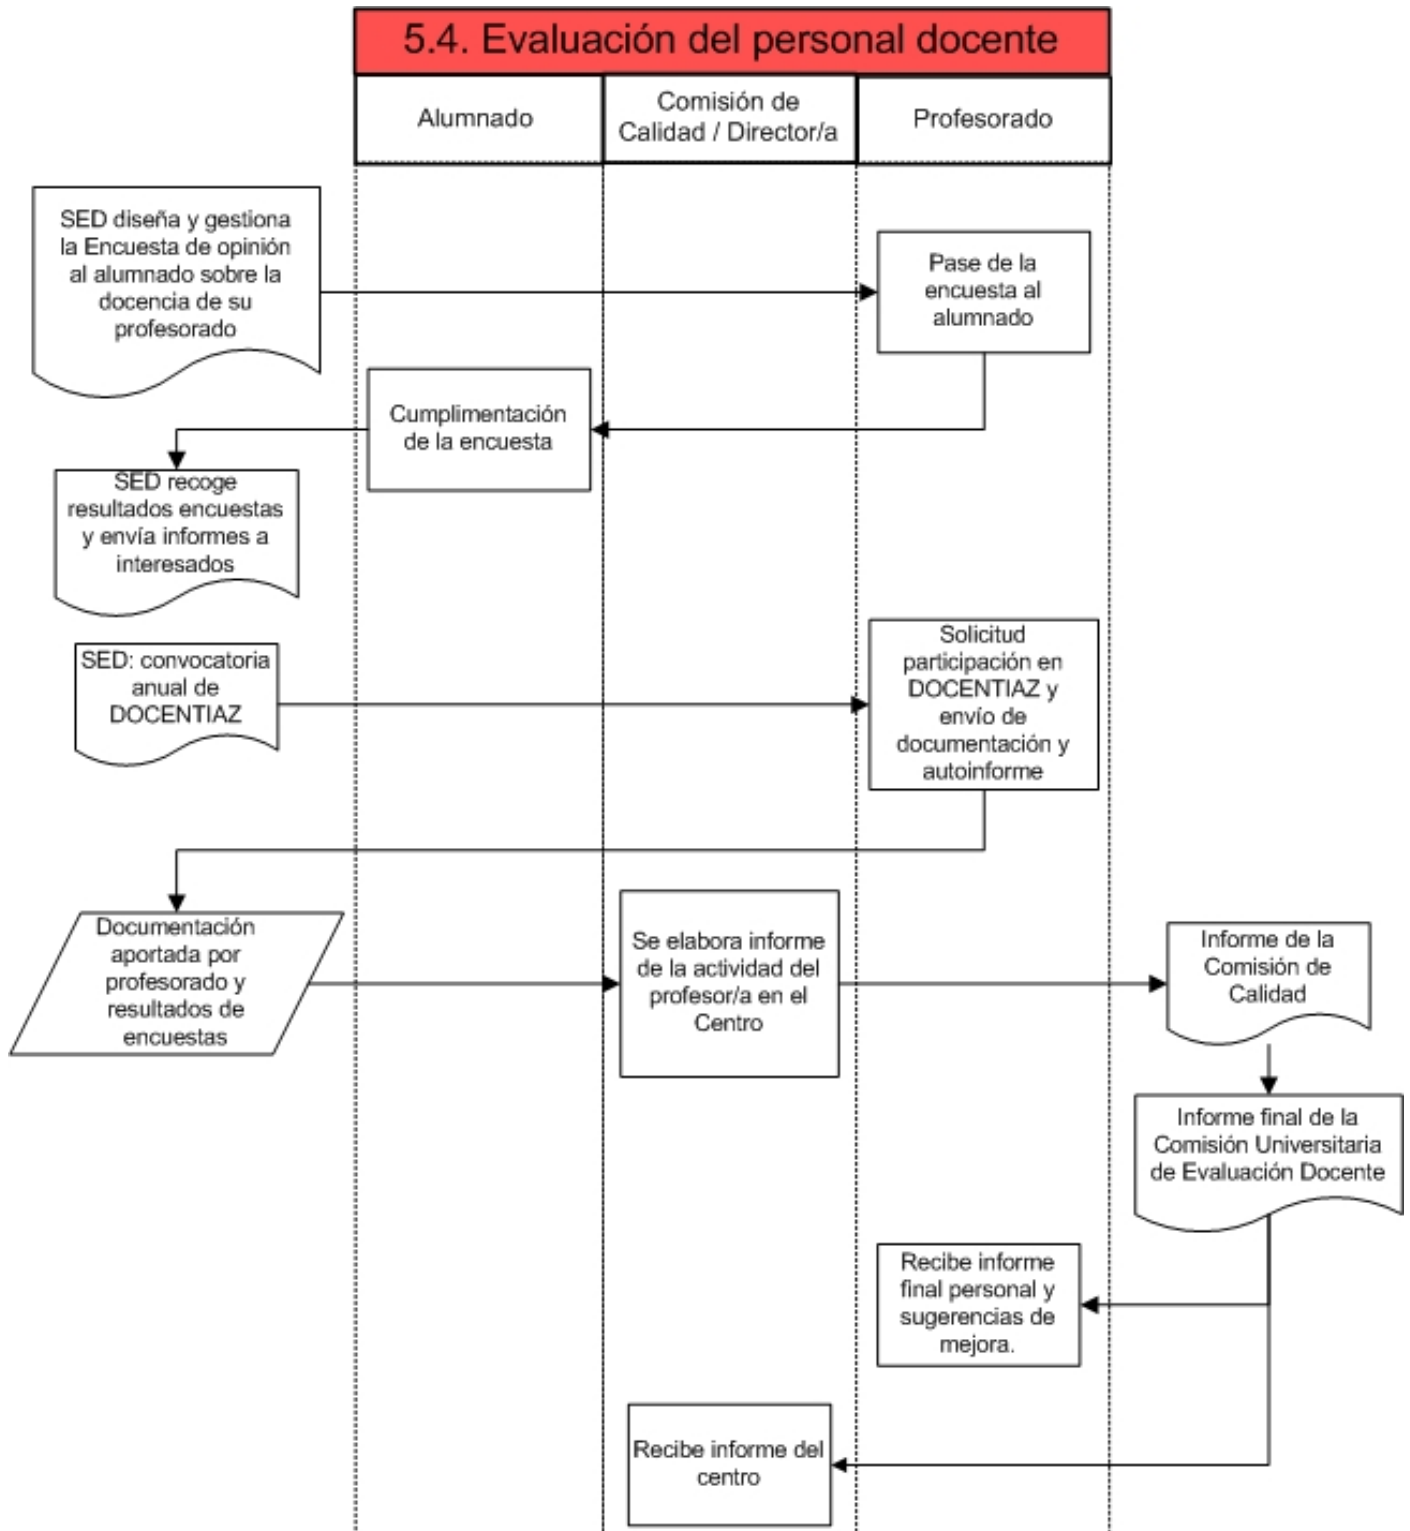 5.4. Evaluación del personal docente
Alumnado
Comisión de
Calidad / Director/a
Profesorado
SED diseña y gestiona
la Encuesta de opinión
al alumnado sobre la
docencia de su
profesorado
Pase de la
encuesta al
alumnado
Cumplimentación
de la encuesta
SED recoge
resultados encuestas
y envía informes a
interesados
SED: convocatoria
anual de
DOCENTIAZ
Solicitud
participación en
DOCENTIAZ y
envío de
documentación y
autoinforme
Documentación
aportada por
profesorado y
resultados de
encuestas
Se elabora informe
de la actividad del
profesor/a en el
Centro
Informe de la
Comisión de
Calidad
Informe final de la
Comisión Universitaria
de Evaluación Docente
Recibe informe
final personal y
sugerencias de
mejora.
Recibe informe del
centro